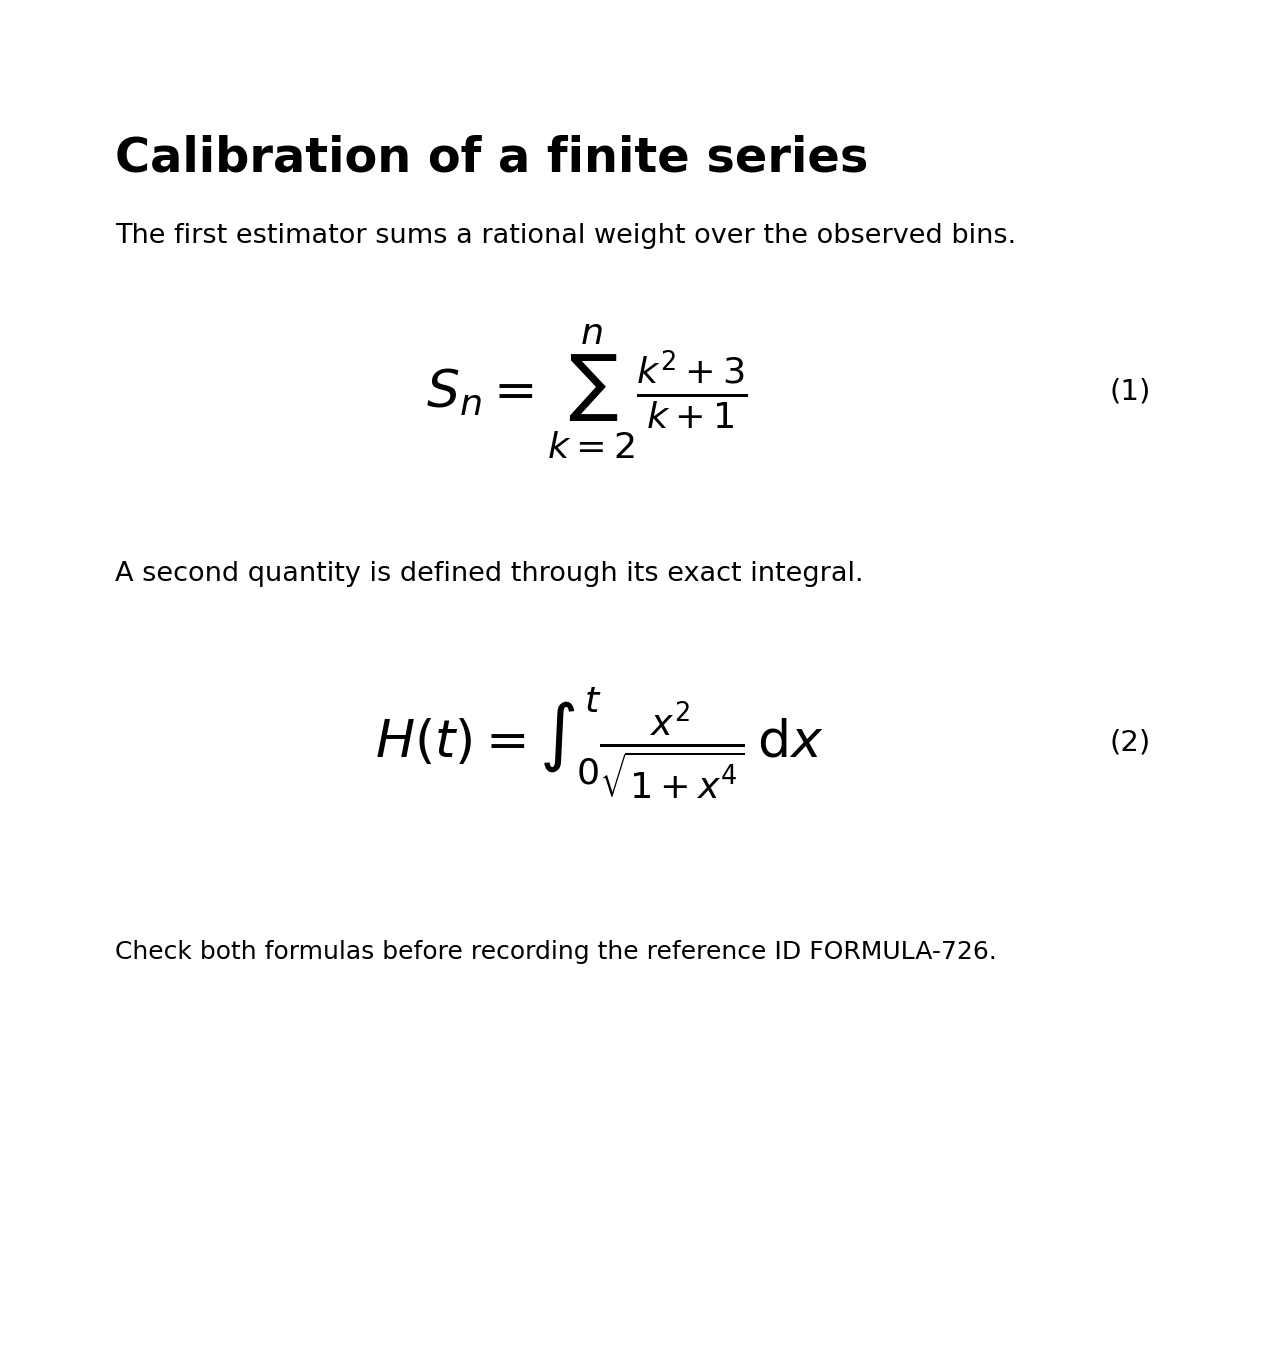 Calibration of a finite series
The first estimator sums a rational weight over the observed bins.
$S_n = \sum_{k=2}^{n} \frac{k^2+3}{k+1}$ (1)
A second quantity is defined through its exact integral.
$H(t) = \int_0^t \frac{x^2}{\sqrt{1+x^4}} \, \mathrm{d}x$ (2)
Check both formulas before recording the reference ID FORMULA-726.